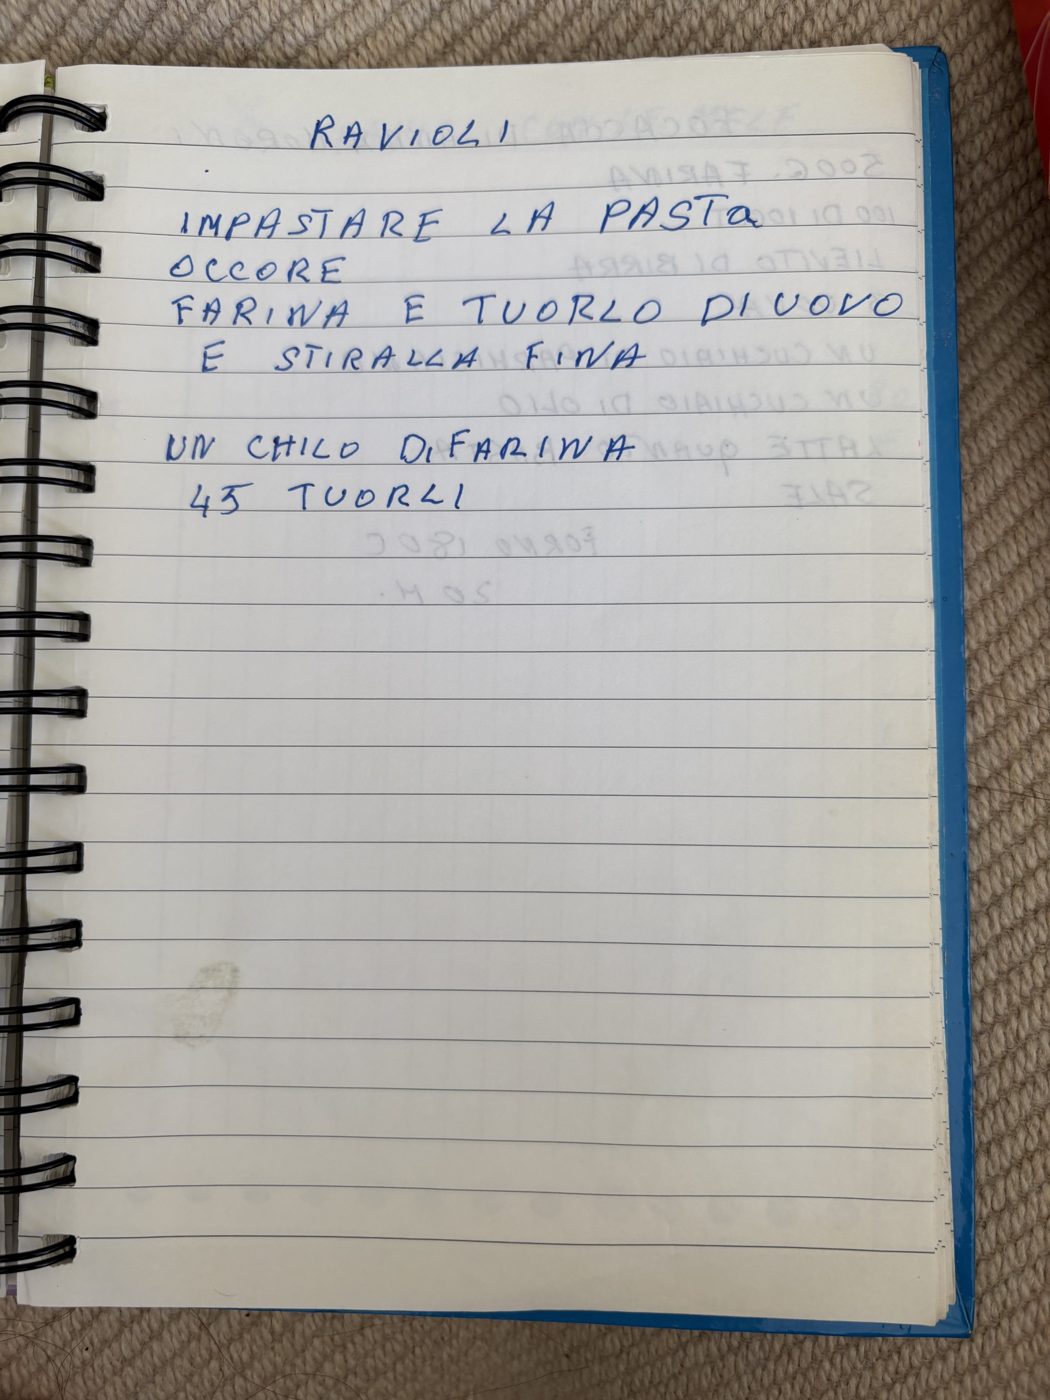 RAVIOLI
IMPASTARE LA PASTa
OCCORE
FARINA E TUORLO DI UOVO
E STIRALLA FINA
UN CHILO DI FARINA
45 TUORLI